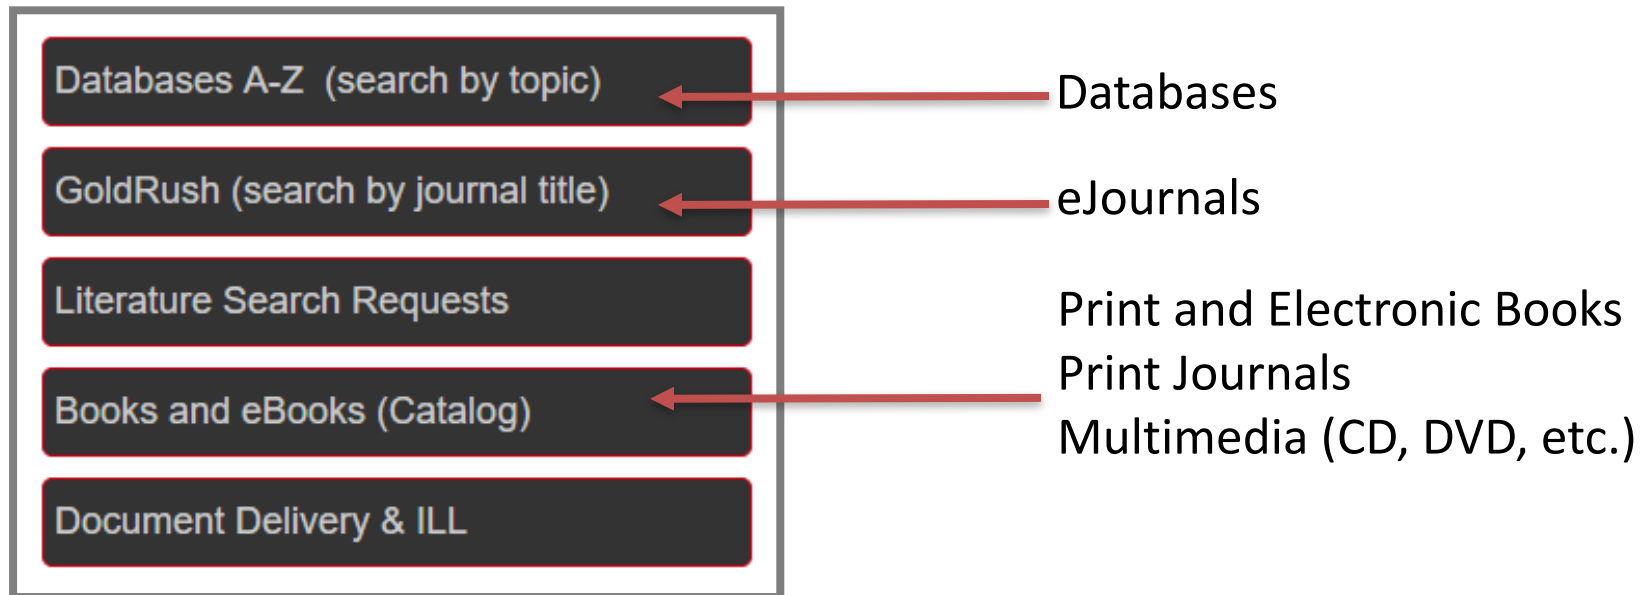 Databases A-Z  (search by topic)
Databases
GoldRush (search by journal title)
eJournals
Literature Search Requests
Books and eBooks (Catalog)
Print and Electronic Books
Print Journals
Multimedia (CD, DVD, etc.)
Document Delivery & ILL